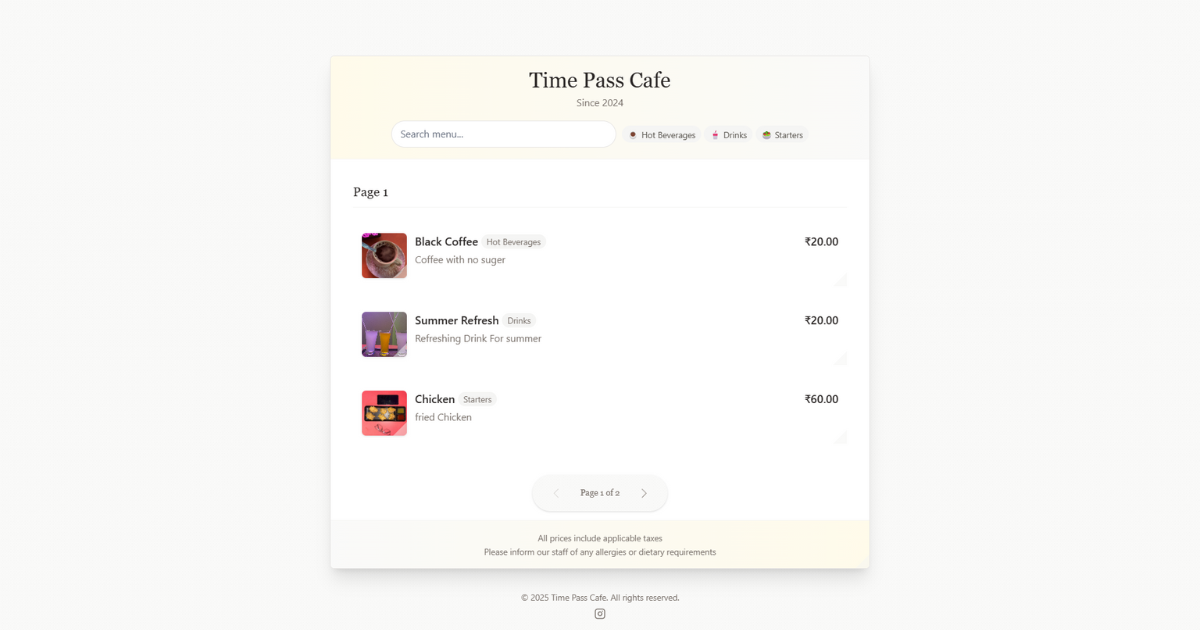 Time Pass Cafe
Since 2024
Search menu...
Hot Beverages
Drinks
Starters
Page 1
Black Coffee Hot Beverages ₹20.00
Coffee with no suger
Summer Refresh Drinks ₹20.00
Refreshing Drink For summer
Chicken Starters ₹60.00
fried Chicken
Page 1 of 2
All prices include applicable taxes
Please inform our staff of any allergies or dietary requirements
© 2025 Time Pass Cafe. All rights reserved.